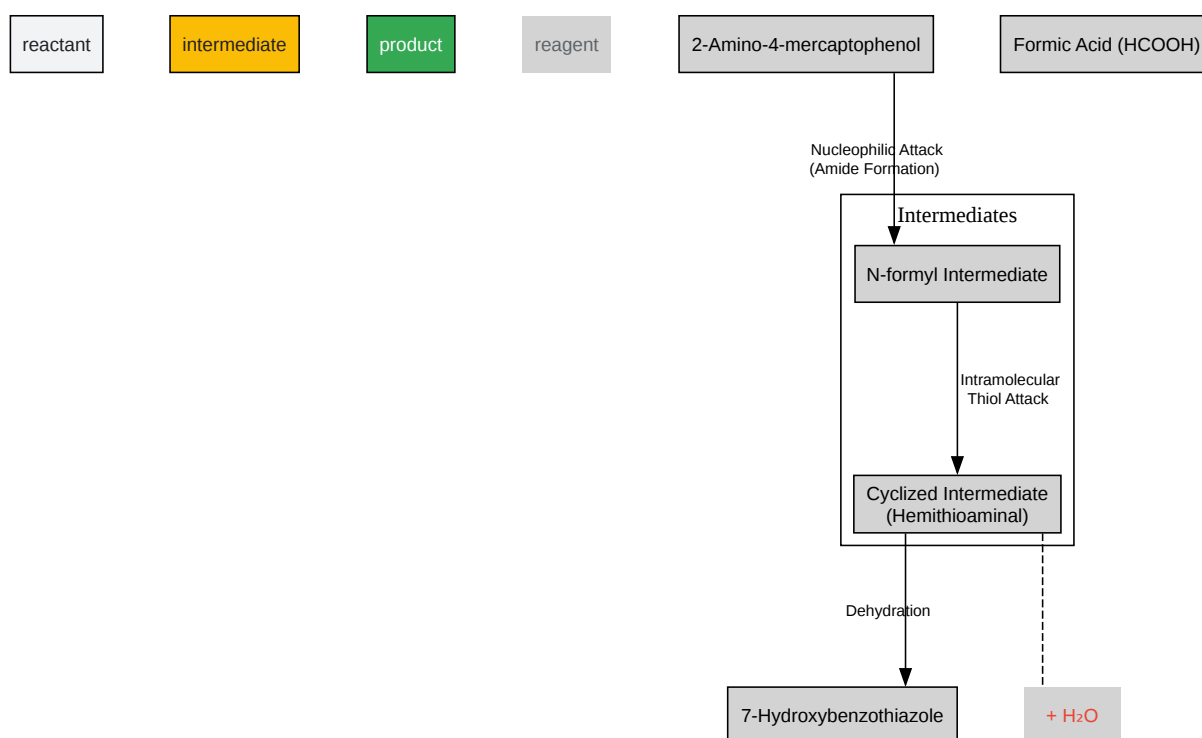 reactant
intermediate
product
reagent
2-Amino-4-mercaptophenol
Formic Acid (HCOOH)
Nucleophilic Attack
(Amide Formation)
Intermediates
N-formyl Intermediate
Intramolecular
Thiol Attack
Cyclized Intermediate
(Hemithioaminal)
Dehydration
7-Hydroxybenzothiazole
+ H₂O